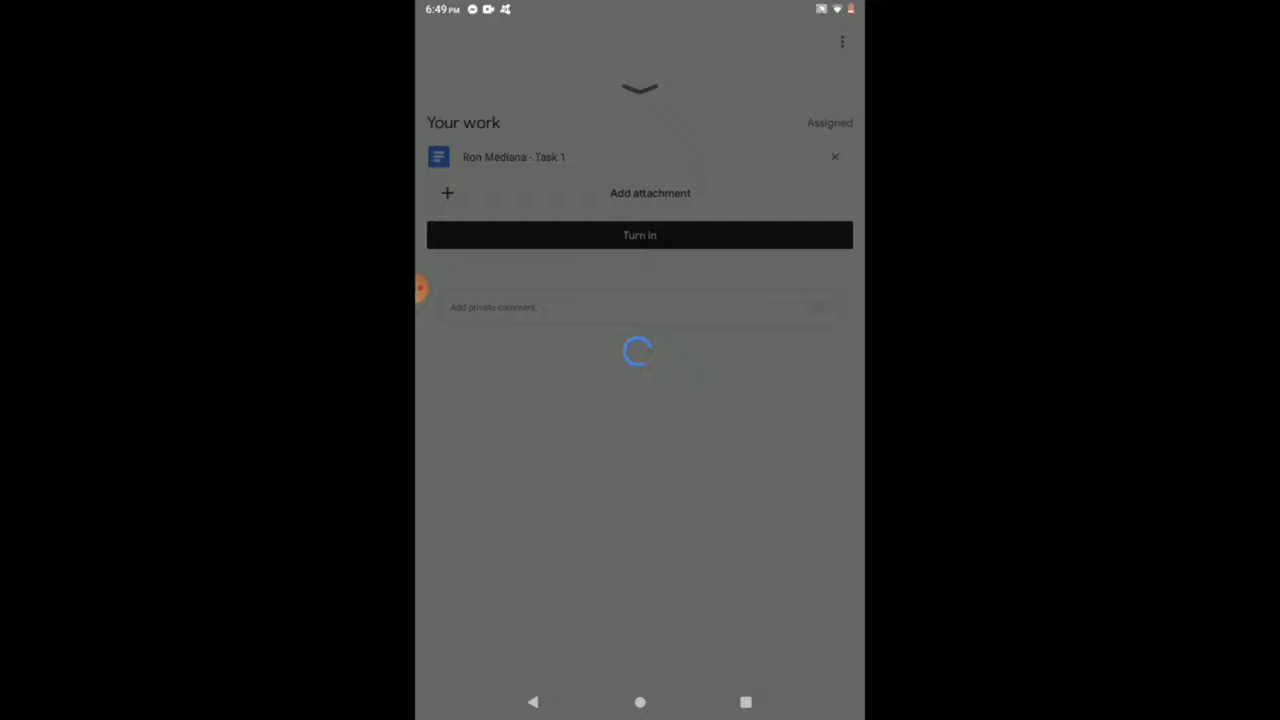 6:49 PM
Your work
Assigned
Ron Mediana - Task 1
Add attachment
Turn in
Add private comment